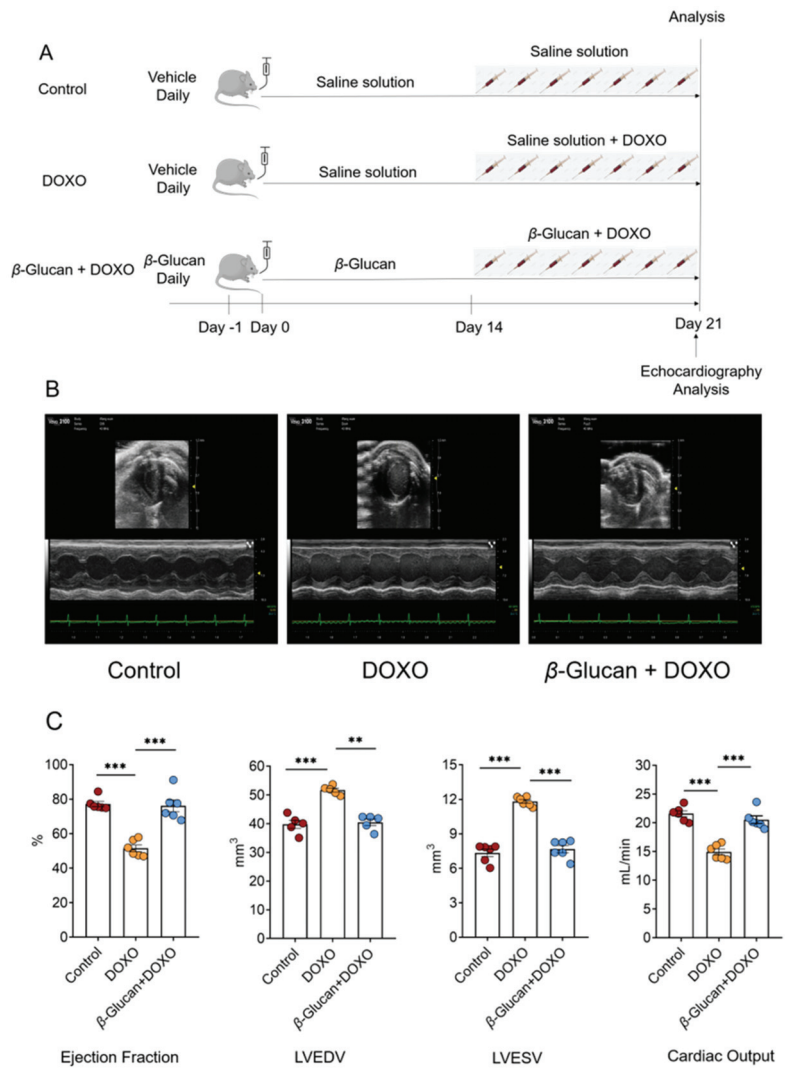 Analysis
A
Saline solution
Control
Vehicle
Daily
Saline solution
Saline solution + DOXO
DOXO
Vehicle
Daily
Saline solution
β-Glucan + DOXO
β-Glucan + DOXO
β-Glucan
Daily
β-Glucan
Day -1
Day 0
Day 14
Day 21
Echocardiography
Analysis
B
Control
DOXO
β-Glucan + DOXO
C
***
***
100
80
60
40
20
0
%
Control
DOXO
β-Glucan+DOXO
Ejection Fraction
***
**
60
50
40
30
20
10
0
mm³
Control
DOXO
β-Glucan+DOXO
LVEDV
***
***
15
12
9
6
3
0
mm³
Control
DOXO
β-Glucan+DOXO
LVESV
***
***
30
25
20
15
10
5
0
mL/min
Control
DOXO
β-Glucan+DOXO
Cardiac Output